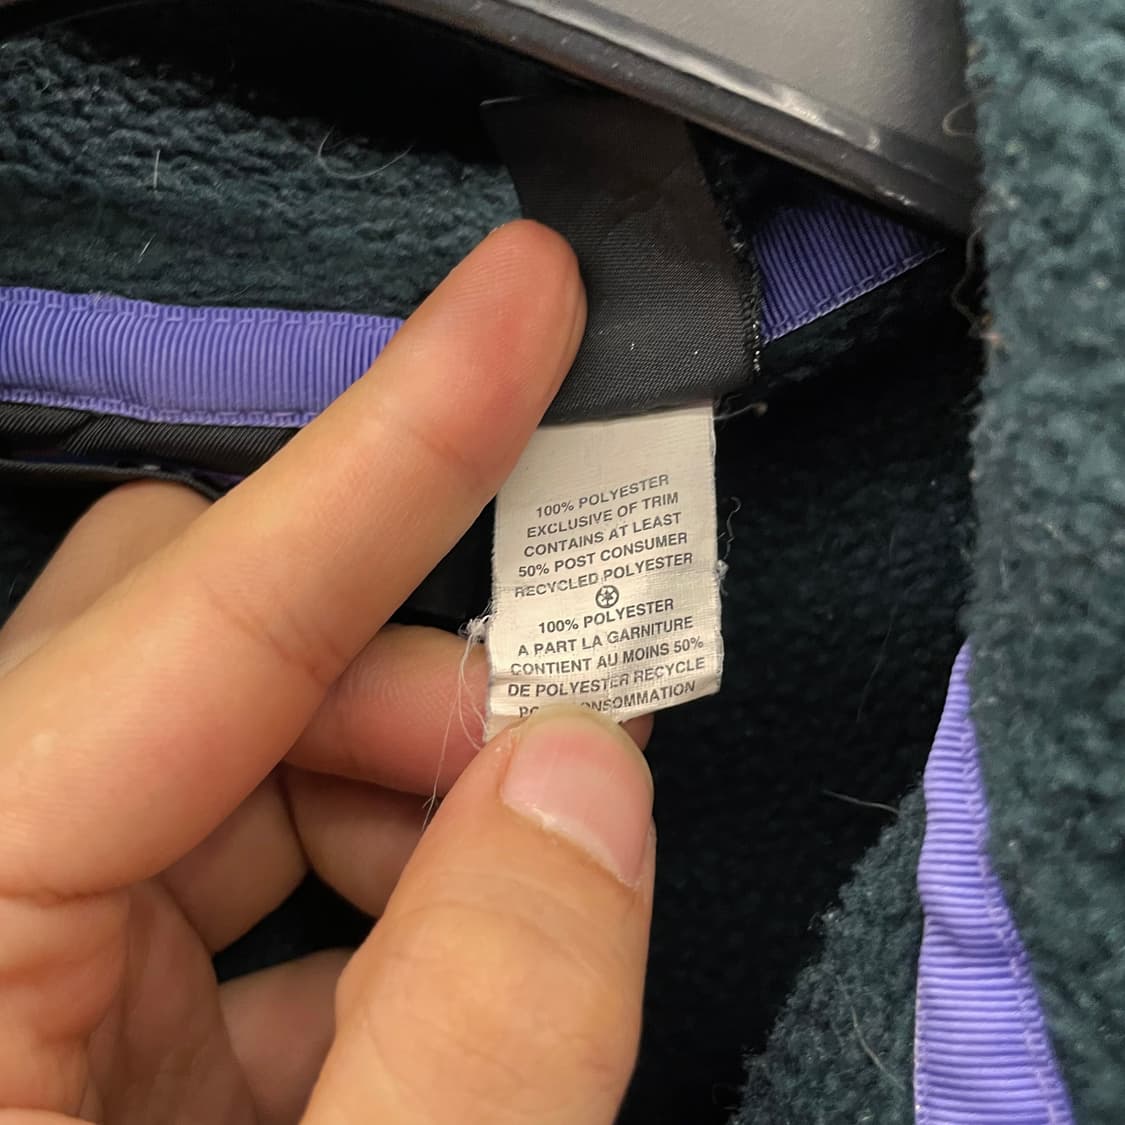 100% POLYESTER
EXCLUSIVE OF TRIM
CONTAINS AT LEAST
50% POST CONSUMER
RECYCLED POLYESTER
100% POLYESTER
A PART LA GARNITURE
CONTIENT AU MOINS 50%
DE POLYESTER RECYCLE